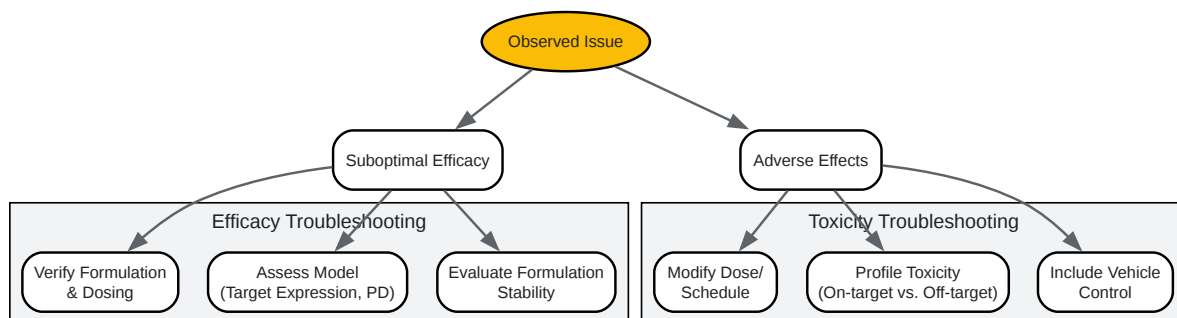 Observed Issue
Suboptimal Efficacy
Adverse Effects
Efficacy Troubleshooting
Toxicity Troubleshooting
Verify Formulation
& Dosing
Assess Model
(Target Expression, PD)
Evaluate Formulation
Stability
Modify Dose/
Schedule
Profile Toxicity
(On-target vs. Off-target)
Include Vehicle
Control